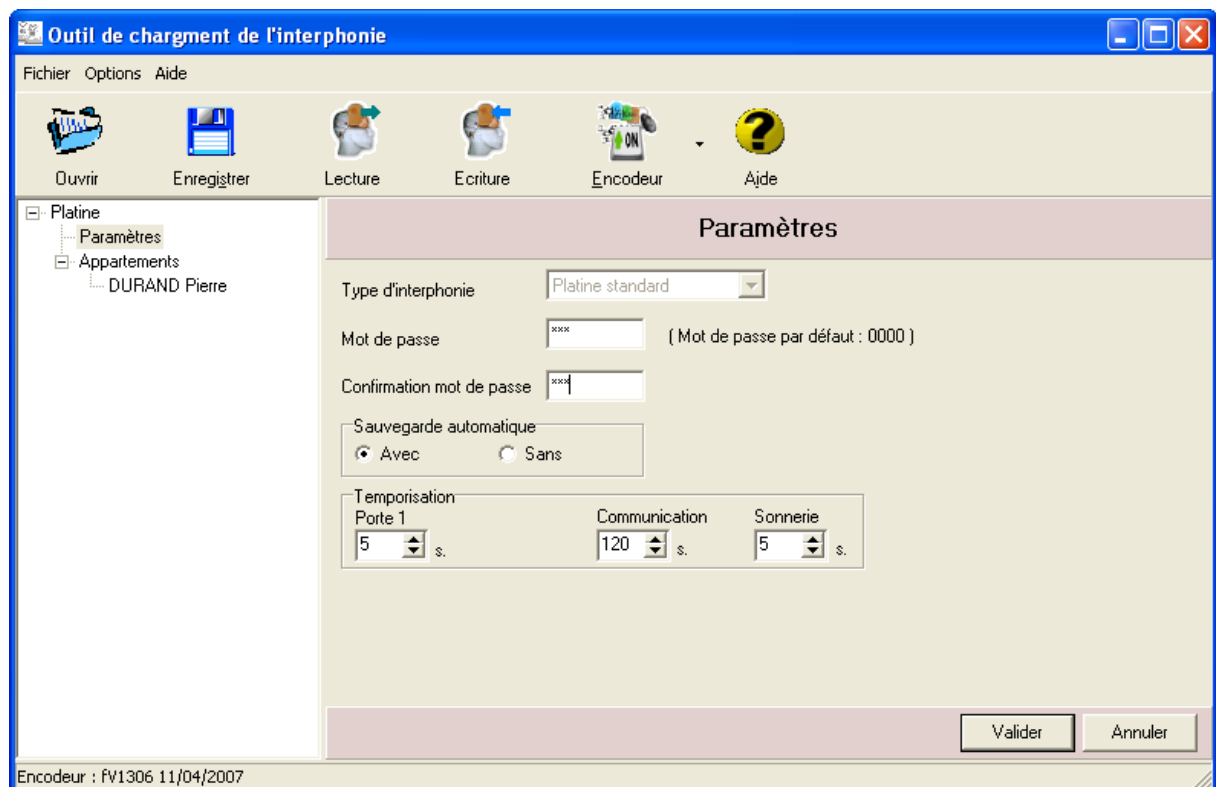 Outil de chargment de l'interphonie
Fichier Options Aide
ON
Ouvrir Enregistrer Lecture Ecriture Encodeur Aide
Platine
Paramètres
Appartements
DURAND Pierre
Paramètres
Type d'interphonie Platine standard
Mot de passe *** ( Mot de passe par défaut : 0000 )
Confirmation mot de passe ***
Sauvegarde automatique
Avec Sans
Temporisation
Porte 1 Communication Sonnerie
5 s. 120 s. 5 s.
Valider Annuler
Encodeur : fV1306 11/04/2007